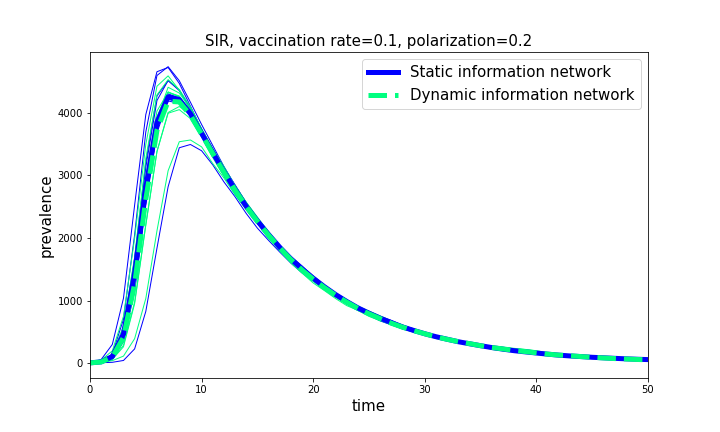 SIR, vaccination rate=0.1, polarization=0.2
Static information network
Dynamic information network
prevalence
4000
3000
2000
1000
0
0 10 20 30 40 50
time